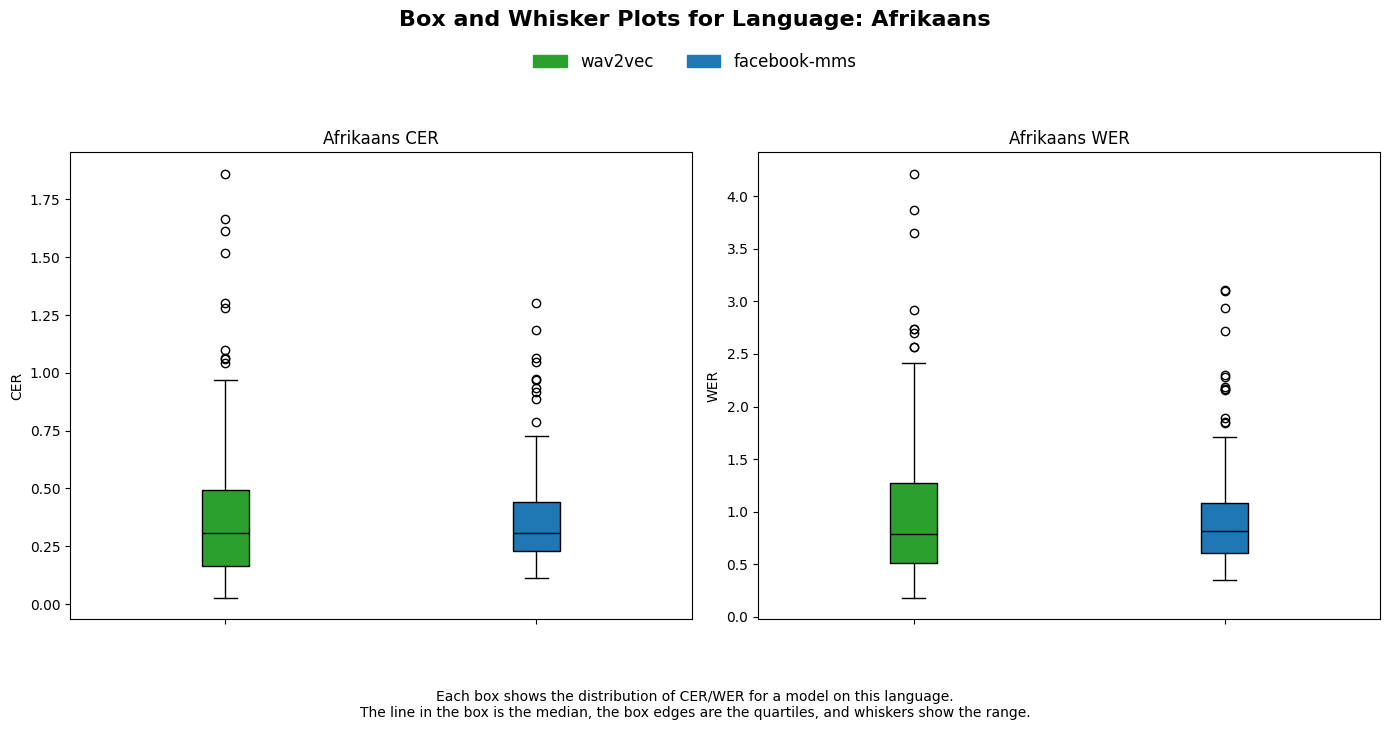 Box and Whisker Plots for Language: Afrikaans
wav2vec facebook-mms
Afrikaans CER
CER
1.75
1.50
1.25
1.00
0.75
0.50
0.25
0.00
Afrikaans WER
WER
4.0
3.5
3.0
2.5
2.0
1.5
1.0
0.5
0.0
Each box shows the distribution of CER/WER for a model on this language.
The line in the box is the median, the box edges are the quartiles, and whiskers show the range.